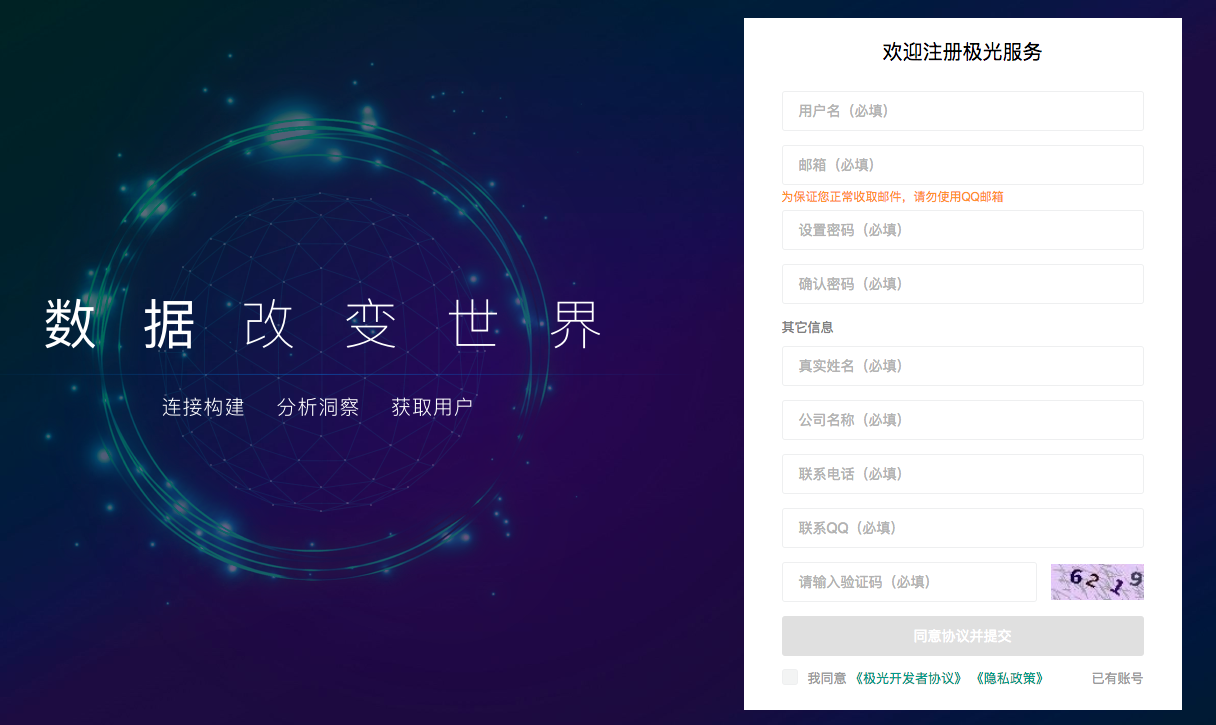 数据改变世界
连接构建 分析洞察 获取用户
欢迎注册极光服务
用户名（必填）
邮箱（必填）
为保证您正常收取邮件，请勿使用QQ邮箱
设置密码（必填）
确认密码（必填）
其它信息
真实姓名（必填）
公司名称（必填）
联系电话（必填）
联系QQ（必填）
请输入验证码（必填） 6219
同意协议并提交
我同意 《极光开发者协议》 《隐私政策》 已有账号